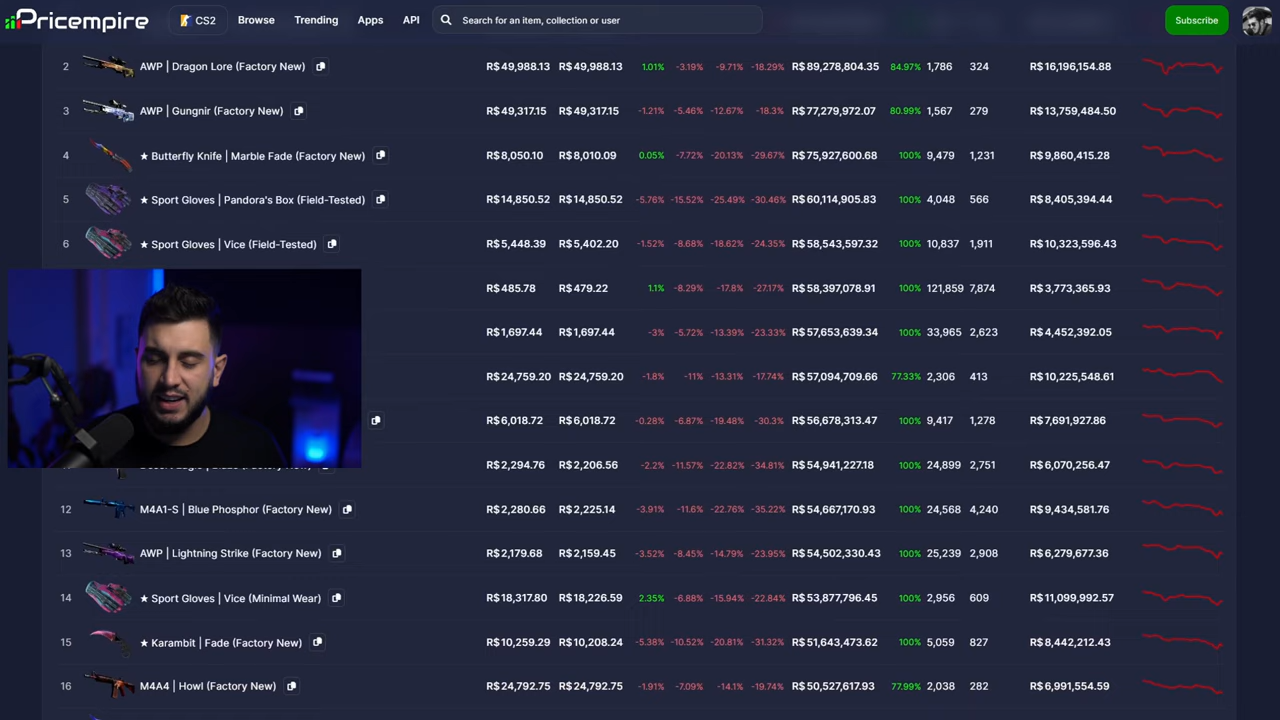 Pricempire CS2 Browse Trending Apps API Search for an item, collection or user Subscribe
2 AWP | Dragon Lore (Factory New) R$49,988.13 R$49,988.13 1.01% -3.19% -9.71% -18.29% R$89,278,804.35 84.97% 1,786 324 R$16,196,154.88
3 AWP | Gungnir (Factory New) R$49,317.15 R$49,317.15 -1.21% -5.46% -12.67% -18.3% R$77,279,972.07 80.99% 1,567 279 R$13,759,484.50
4 ★ Butterfly Knife | Marble Fade (Factory New) R$8,050.10 R$8,010.09 0.05% -7.72% -20.13% -29.67% R$75,927,600.68 100% 9,479 1,231 R$9,860,415.28
5 ★ Sport Gloves | Pandora's Box (Field-Tested) R$14,850.52 R$14,850.52 -5.76% -15.52% -25.49% -30.46% R$60,114,905.83 100% 4,048 566 R$8,405,394.44
6 ★ Sport Gloves | Vice (Field-Tested) R$5,448.39 R$5,402.20 -1.52% -8.68% -18.62% -24.35% R$58,543,597.32 100% 10,837 1,911 R$10,323,596.43
R$485.78 R$479.22 1.1% -8.29% -17.8% -27.17% R$58,397,078.91 100% 121,859 7,874 R$3,773,365.93
R$1,697.44 R$1,697.44 -3% -5.72% -13.39% -23.33% R$57,653,639.34 100% 33,965 2,623 R$4,452,392.05
R$24,759.20 R$24,759.20 -1.8% -11% -13.31% -17.74% R$57,094,709.66 77.33% 2,306 413 R$10,225,548.61
R$6,018.72 R$6,018.72 -0.28% -6.87% -19.48% -30.3% R$56,678,313.47 100% 9,417 1,278 R$7,691,927.86
R$2,294.76 R$2,206.56 -2.2% -11.57% -22.82% -34.81% R$54,941,227.18 100% 24,899 2,751 R$6,070,256.47
12 M4A1-S | Blue Phosphor (Factory New) R$2,280.66 R$2,225.14 -3.91% -11.6% -22.76% -35.22% R$54,667,170.93 100% 24,568 4,240 R$9,434,581.76
13 AWP | Lightning Strike (Factory New) R$2,179.68 R$2,159.45 -3.52% -8.45% -14.79% -23.95% R$54,502,330.43 100% 25,239 2,908 R$6,279,677.36
14 ★ Sport Gloves | Vice (Minimal Wear) R$18,317.80 R$18,226.59 2.35% -6.88% -15.94% -22.84% R$53,877,796.45 100% 2,956 609 R$11,099,992.57
15 ★ Karambit | Fade (Factory New) R$10,259.29 R$10,208.24 -5.38% -10.52% -20.81% -31.32% R$51,643,473.62 100% 5,059 827 R$8,442,212.43
16 M4A4 | Howl (Factory New) R$24,792.75 R$24,792.75 -1.91% -7.09% -14.1% -19.74% R$50,527,617.93 77.99% 2,038 282 R$6,991,554.59